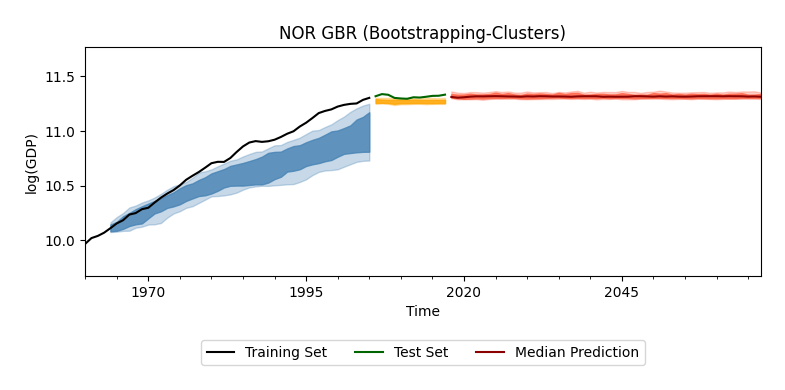 NOR GBR (Bootstrapping-Clusters)
11.5
11.0
10.5
10.0
log(GDP)
1970 1995 2020 2045
Time
Training Set Test Set Median Prediction